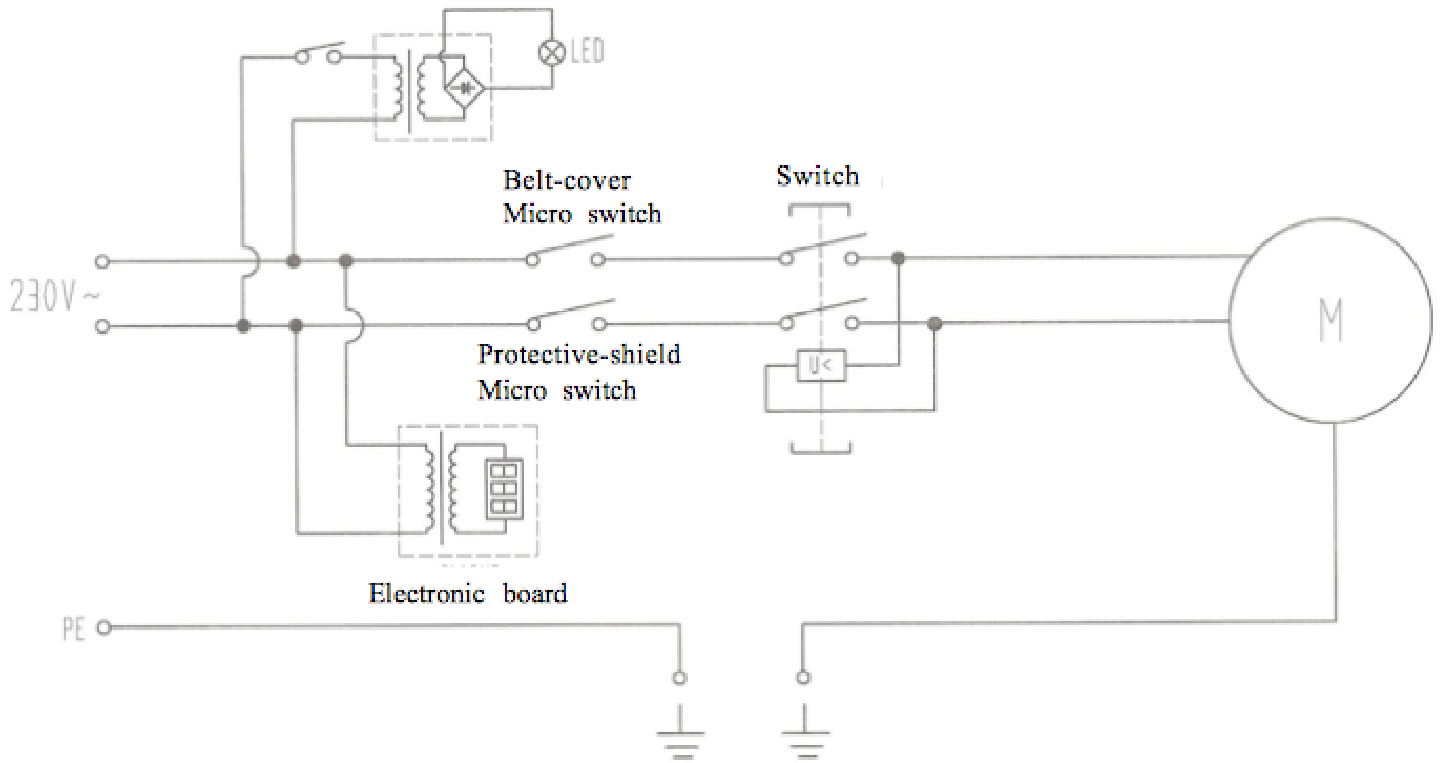 LED
Belt-cover
Micro switch
Switch
230V ~
M
Protective-shield
Micro switch
U<
Electronic board
PE